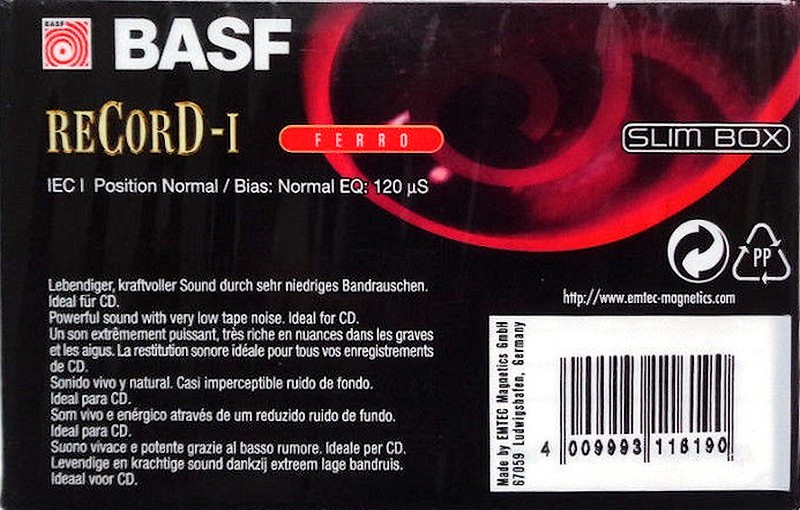 BASF
BASF
RECORD-I
FERRO
SLIM BOX
IEC I Position Normal / Bias: Normal EQ: 120 µS
PP
http://www.emtec-magnetics.com
Lebendiger, kraftvoller Sound durch sehr niedriges Bandrauschen.
Ideal für CD.
Powerful sound with very low tape noise. Ideal for CD.
Un son extrêmement puissant, très riche en nuances dans les graves
et les aigus. La restitution sonore idéale pour tous vos enregistrements
de CD.
Sonido vivo y natural. Casi imperceptible ruido de fondo.
Ideal para CD.
Som vivo e enérgico através de um reduzido ruido de fundo.
Ideal para CD.
Suono vivace e potente grazie al basso rumore. Ideale per CD.
Levendige en krachtige sound dankzij extreem lage bandruis.
Ideaal voor CD.
Made by EMTEC Magnetics GmbH
67059 Ludwigshafen, Germany
4 009993 116190